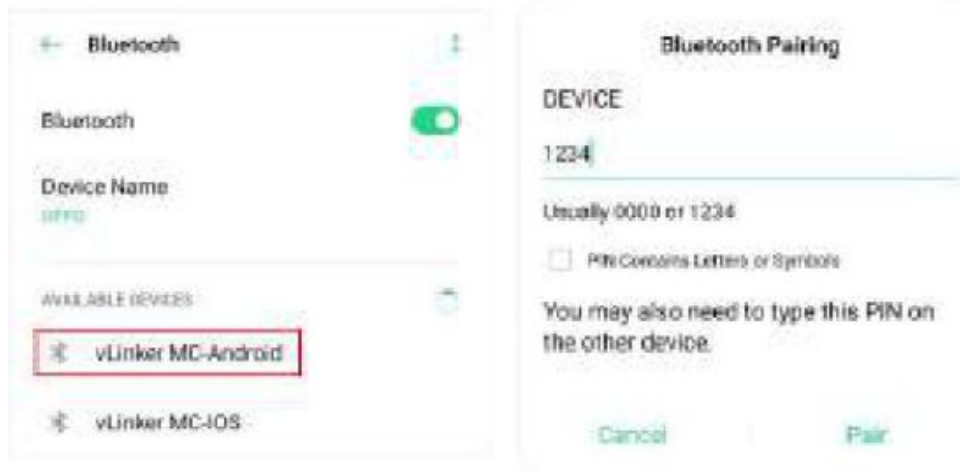 Bluetooth
Bluetooth
Device Name
OPPO
AVAILABLE DEVICES
vLinker MC-Android
vLinker MC-IOS
Bluetooth Pairing
DEVICE
1234
Usually 0000 or 1234
PIN Contains Letters or Symbols
You may also need to type this PIN on
the other device.
Cancel
Pair